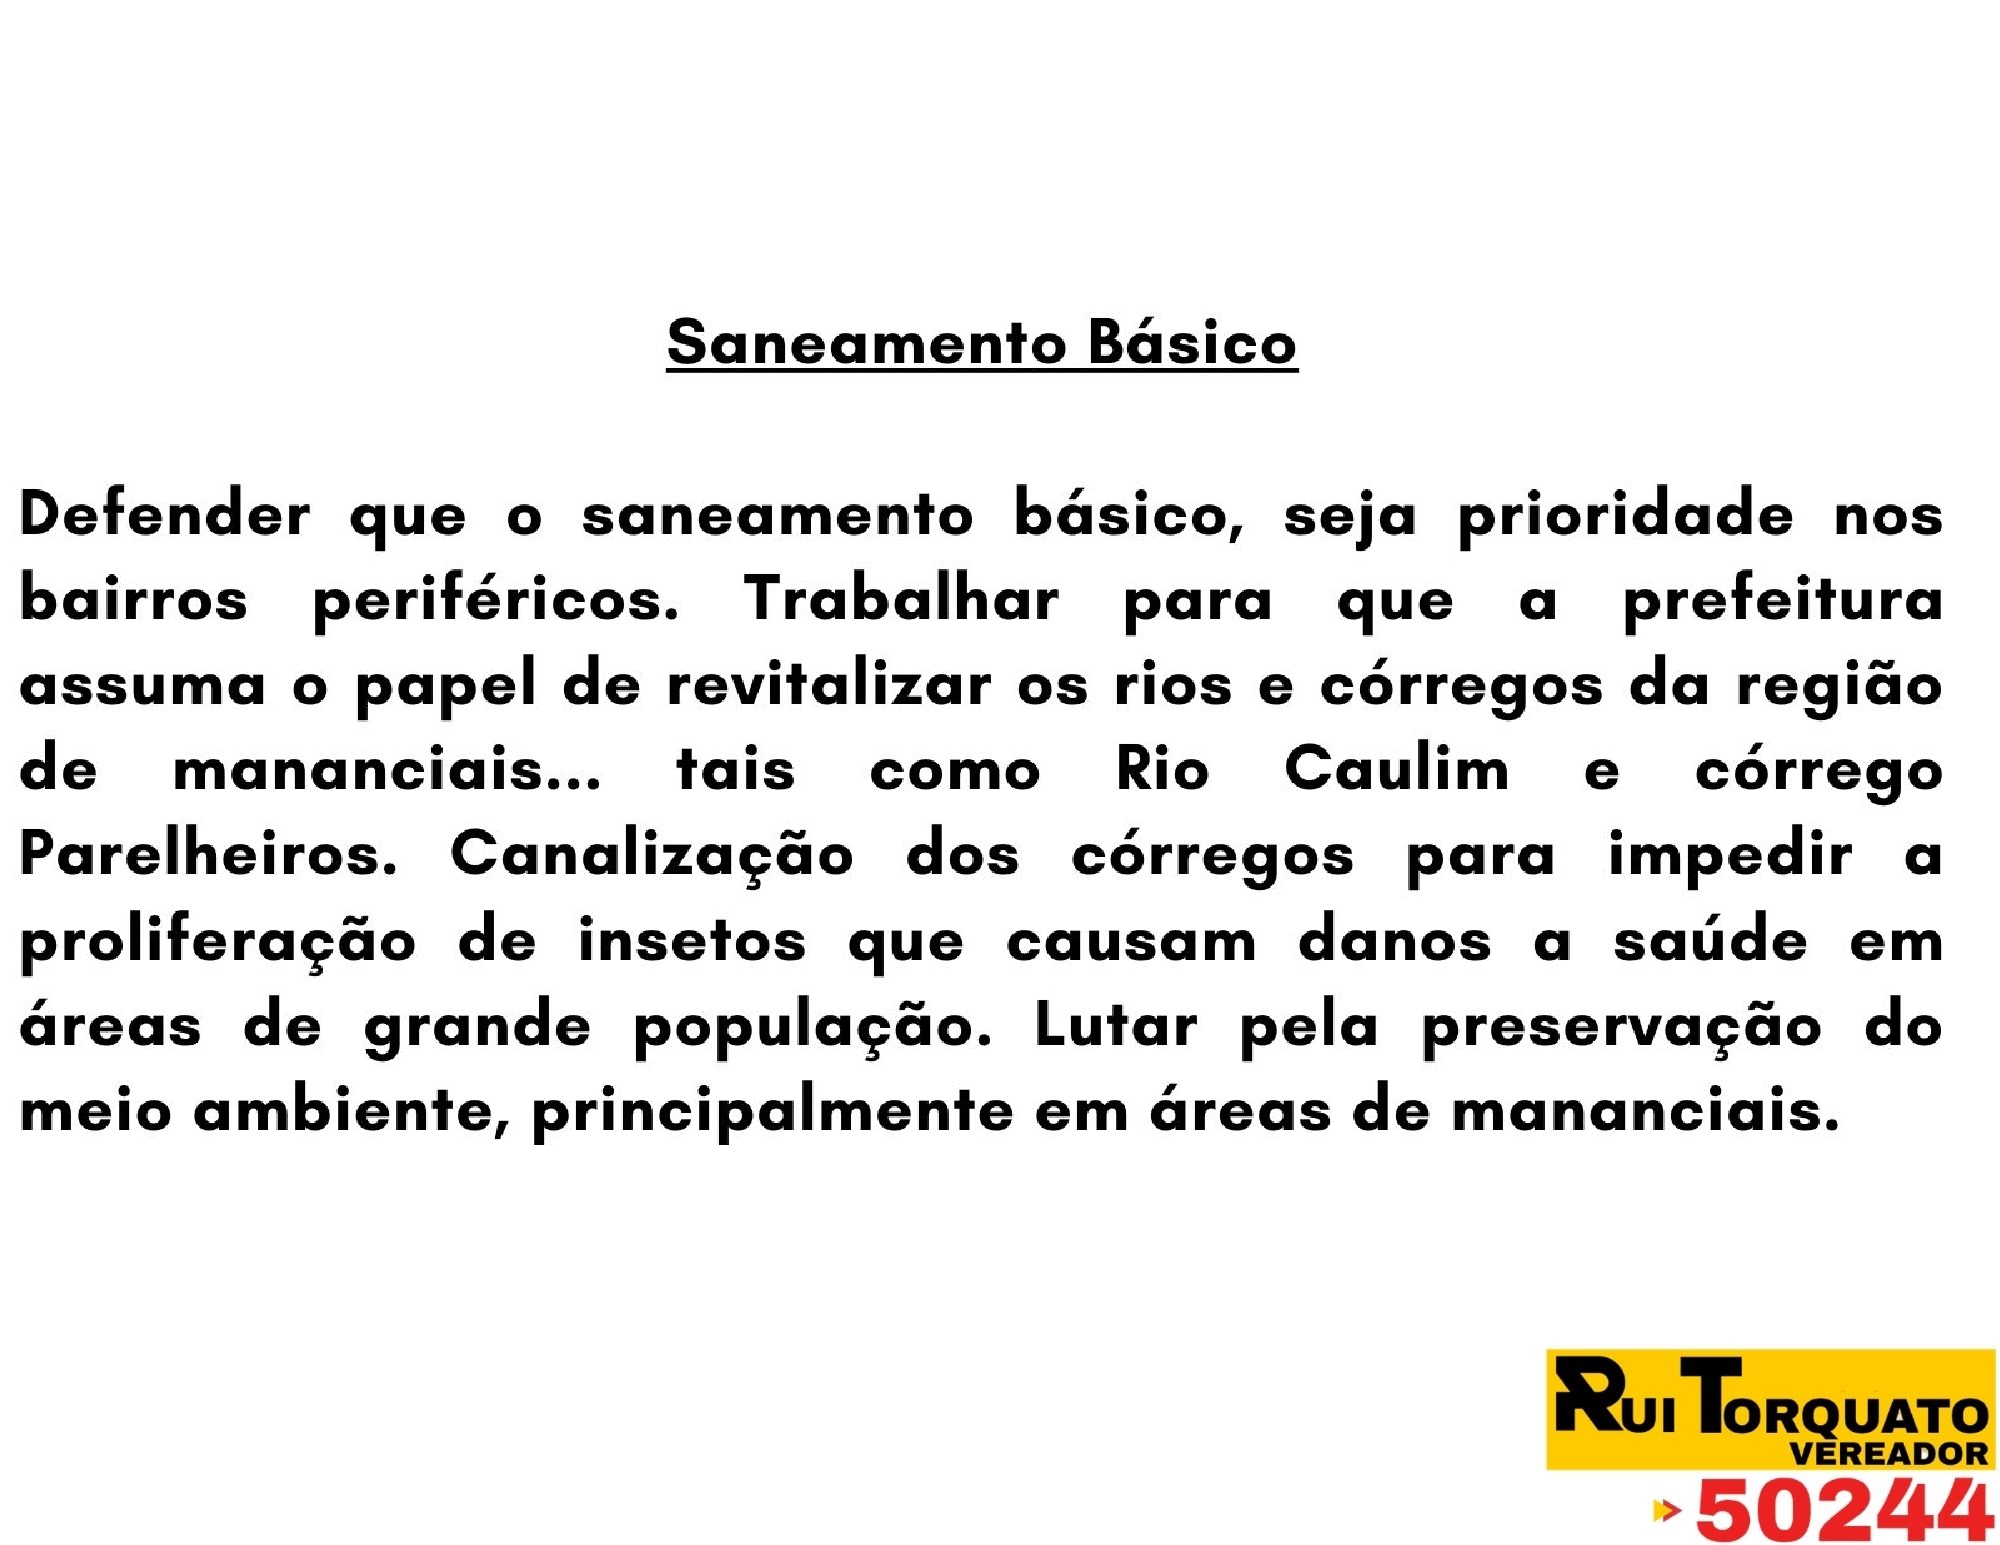 Saneamento Básico
Defender que o saneamento básico, seja prioridade nos
bairros periféricos. Trabalhar para que a prefeitura
assuma o papel de revitalizar os rios e córregos da região
de mananciais... tais como Rio Caulim e córrego
Parelheiros. Canalização dos córregos para impedir a
proliferação de insetos que causam danos a saúde em
áreas de grande população. Lutar pela preservação do
meio ambiente, principalmente em áreas de mananciais.
RUI TORQUATO
VEREADOR
50244